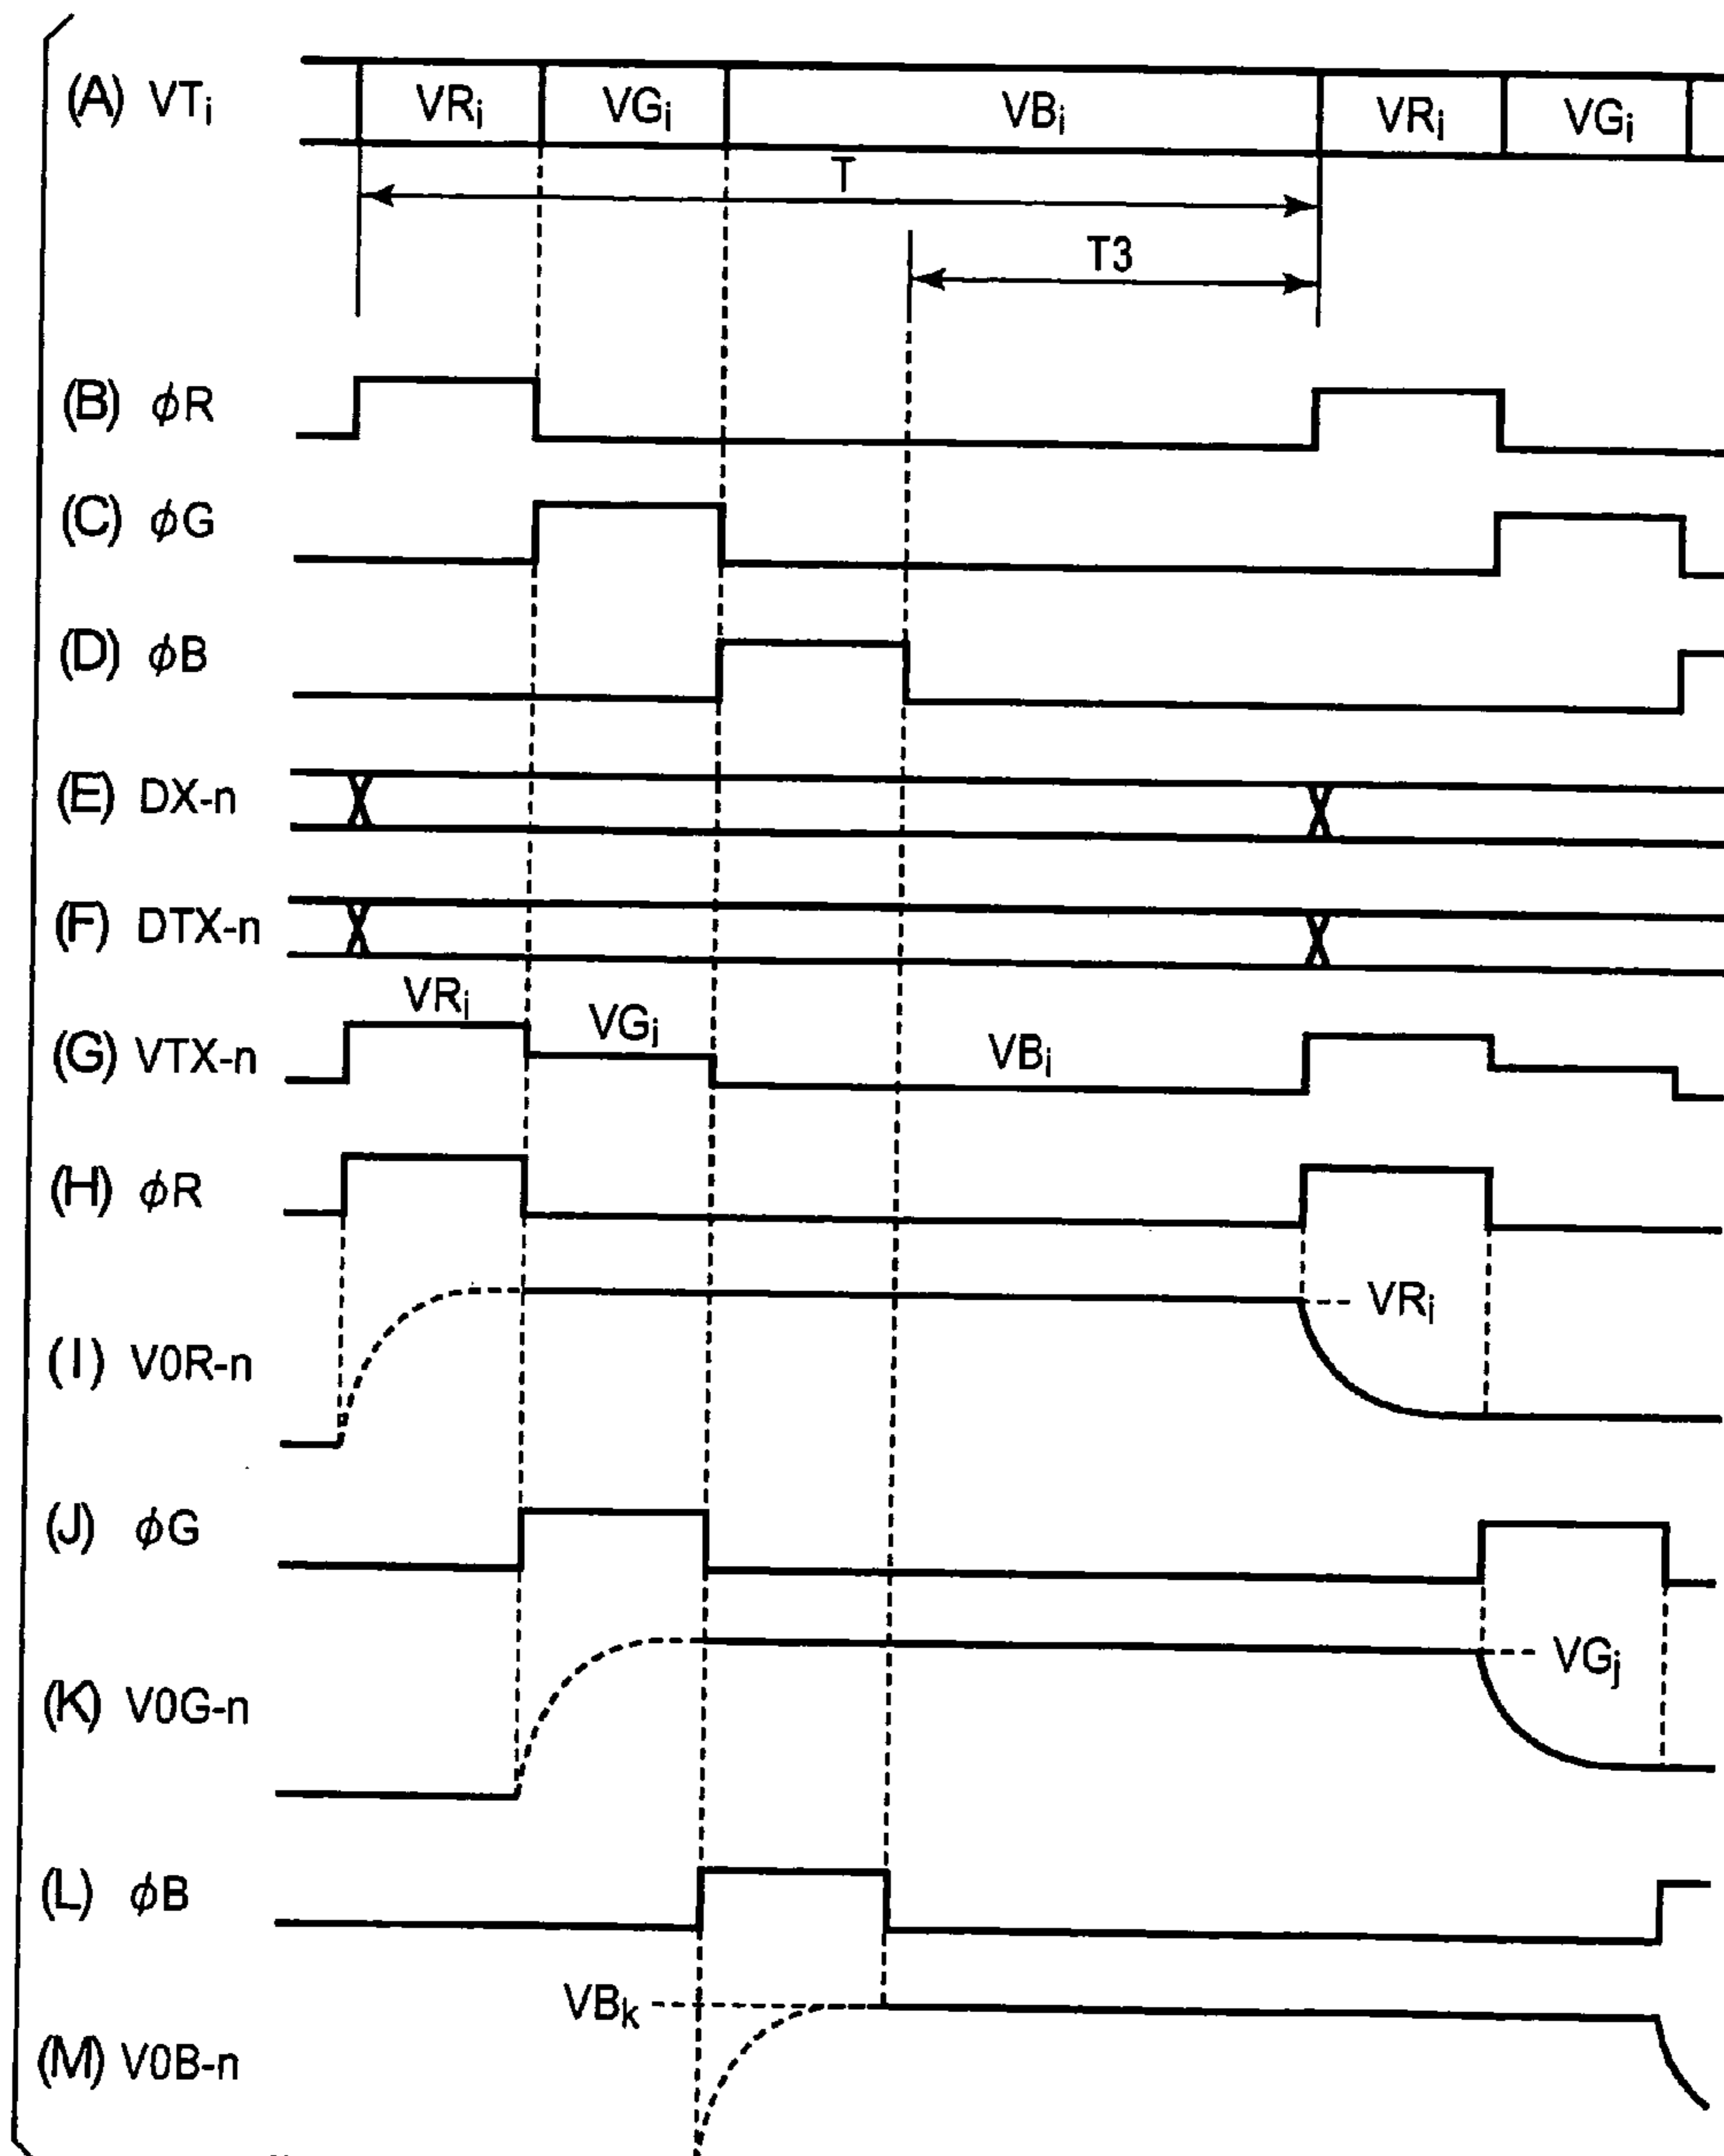 (A) VTi VRi VGi VBi VRi VGi
T
T3
(B) ϕR
(C) ϕG
(D) ϕB
(E) DX-n
(F) DTX-n
VRi
(G) VTX-n VGj VBi
(H) ϕR
VRi
(I) V0R-n
(J) ϕG
VGj
(K) V0G-n
(L) ϕB
VBk
(M) V0B-n